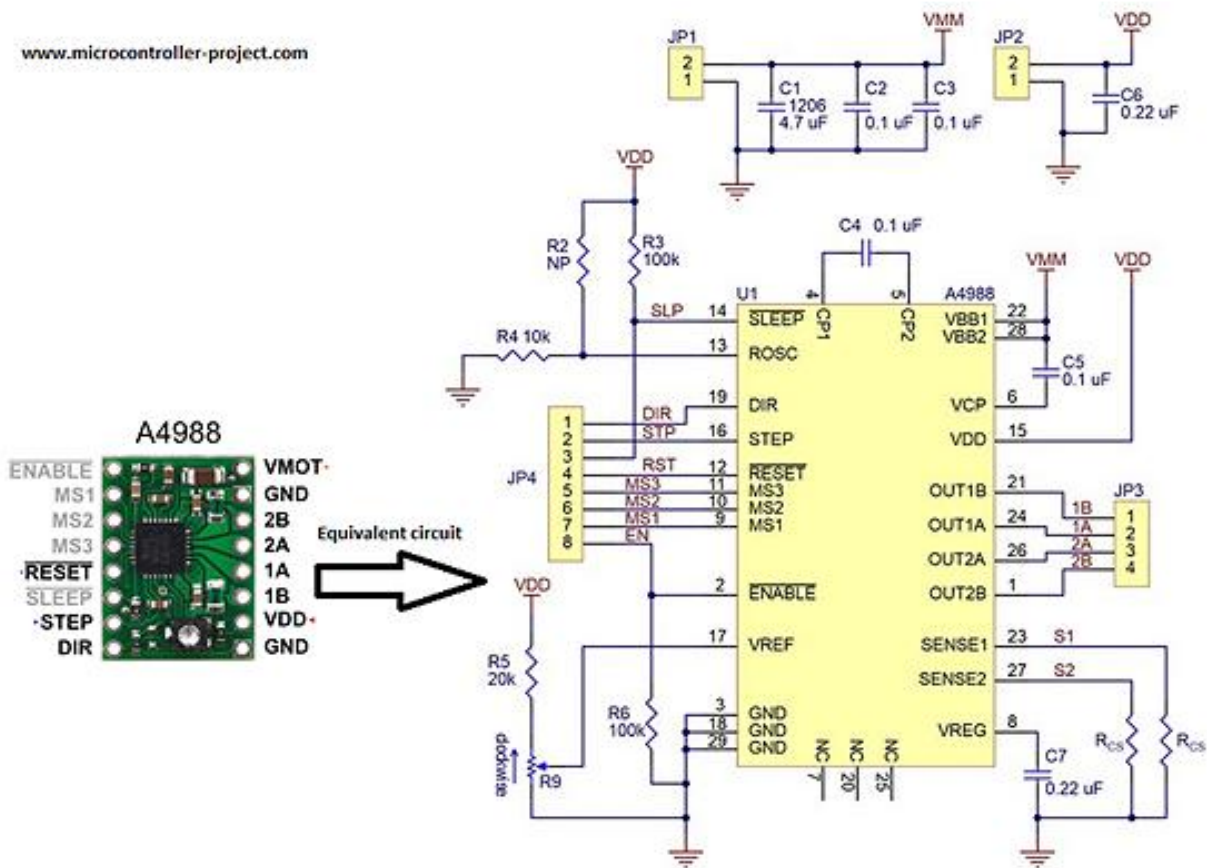 www.microcontroller-project.com
JP1
2
1
VMM
C1
1206
4.7 uF
C2
0.1 uF
C3
0.1 uF
JP2
2
1
VDD
C6
0.22 uF
VDD
R2
NP
R3
100k
R4 10k
C4 0.1 uF
U1
A4988
4
CP1
5
CP2
SLP
14
SLEEP
13
ROSC
DIR
19
DIR
STP
16
STEP
RST
12
RESET
MS3
11
MS3
MS2
10
MS2
MS1
9
MS1
EN
2
ENABLE
17
VREF
3
GND
18
GND
29
GND
JP4
1
2
3
4
5
6
7
8
VMM
VDD
VBB1
22
VBB2
28
C5
0.1 uF
VCP
6
VDD
15
OUT1B
21
1B
OUT1A
24
1A
OUT2A
26
2A
OUT2B
1
2B
JP3
1
2
3
4
SENSE1
23
S1
SENSE2
27
S2
VREG
8
C7
0.22 uF
RCS
RCS
NC
7
NC
20
NC
25
VDD
R5
20k
R6
100k
clockwise
R9
A4988
ENABLE
MS1
MS2
MS3
RESET
SLEEP
STEP
DIR
VMOT
GND
2B
2A
1A
1B
VDD
GND
Equivalent circuit